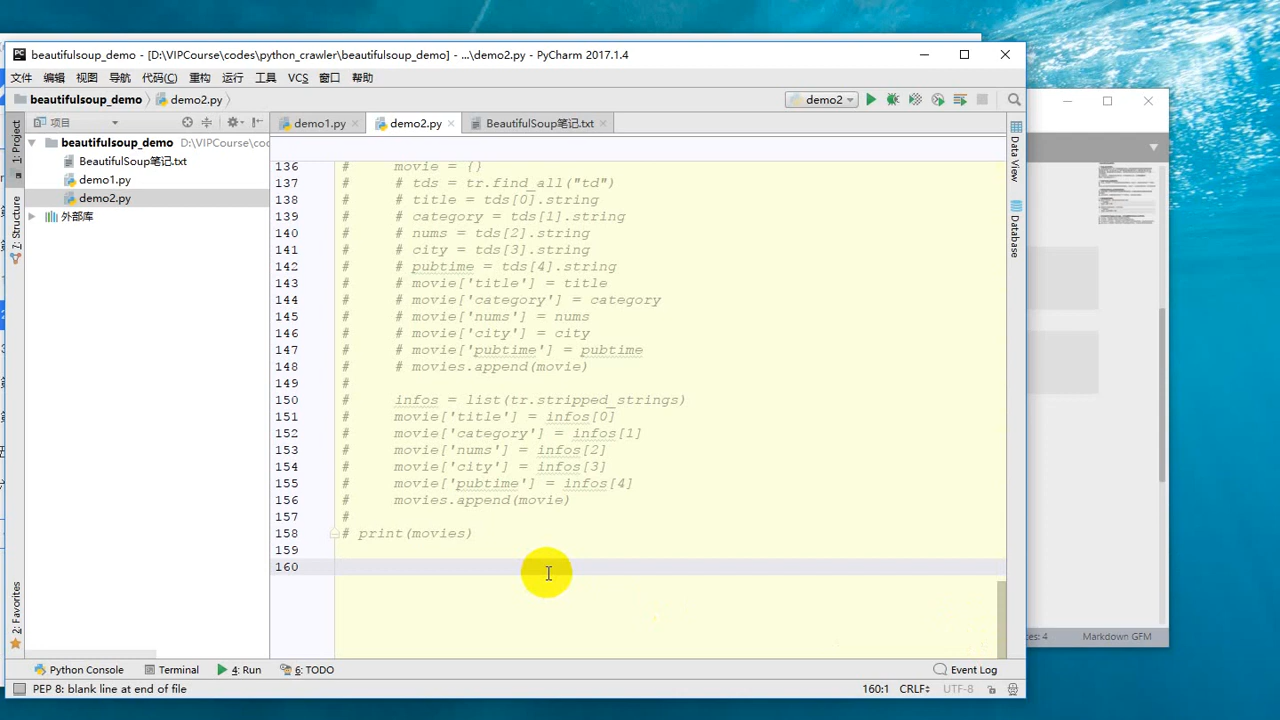 beautifulsoup_demo - [D:\VIPCourse\codes\python_crawler\beautifulsoup_demo] - ...\demo2.py - PyCharm 2017.1.4
文件 编辑 视图 导航 代码(C) 重构 运行 工具 VCS 窗口 帮助
beautifulsoup_demo demo2.py demo2
项目 demo1.py demo2.py BeautifulSoup笔记.txt
1: Project
7: Structure
2: Favorites
beautifulsoup_demo D:\VIPCourse\co
BeautifulSoup笔记.txt
demo1.py
demo2.py
外部库
Data View
Database
136 # movie = {}
137 # # tds = tr.find_all("td")
138 # # title = tds[0].string
139 # # category = tds[1].string
140 # # nums = tds[2].string
141 # # city = tds[3].string
142 # # pubtime = tds[4].string
143 # # movie['title'] = title
144 # # movie['category'] = category
145 # # movie['nums'] = nums
146 # # movie['city'] = city
147 # # movie['pubtime'] = pubtime
148 # # movies.append(movie)
149 #
150 # infos = list(tr.stripped_strings)
151 # movie['title'] = infos[0]
152 # movie['category'] = infos[1]
153 # movie['nums'] = infos[2]
154 # movie['city'] = infos[3]
155 # movie['pubtime'] = infos[4]
156 # movies.append(movie)
157 #
158 # print(movies)
159
160
Python Console Terminal 4: Run 6: TODO Event Log
PEP 8: blank line at end of file 160:1 CRLF UTF-8
es: 4 Markdown GFM